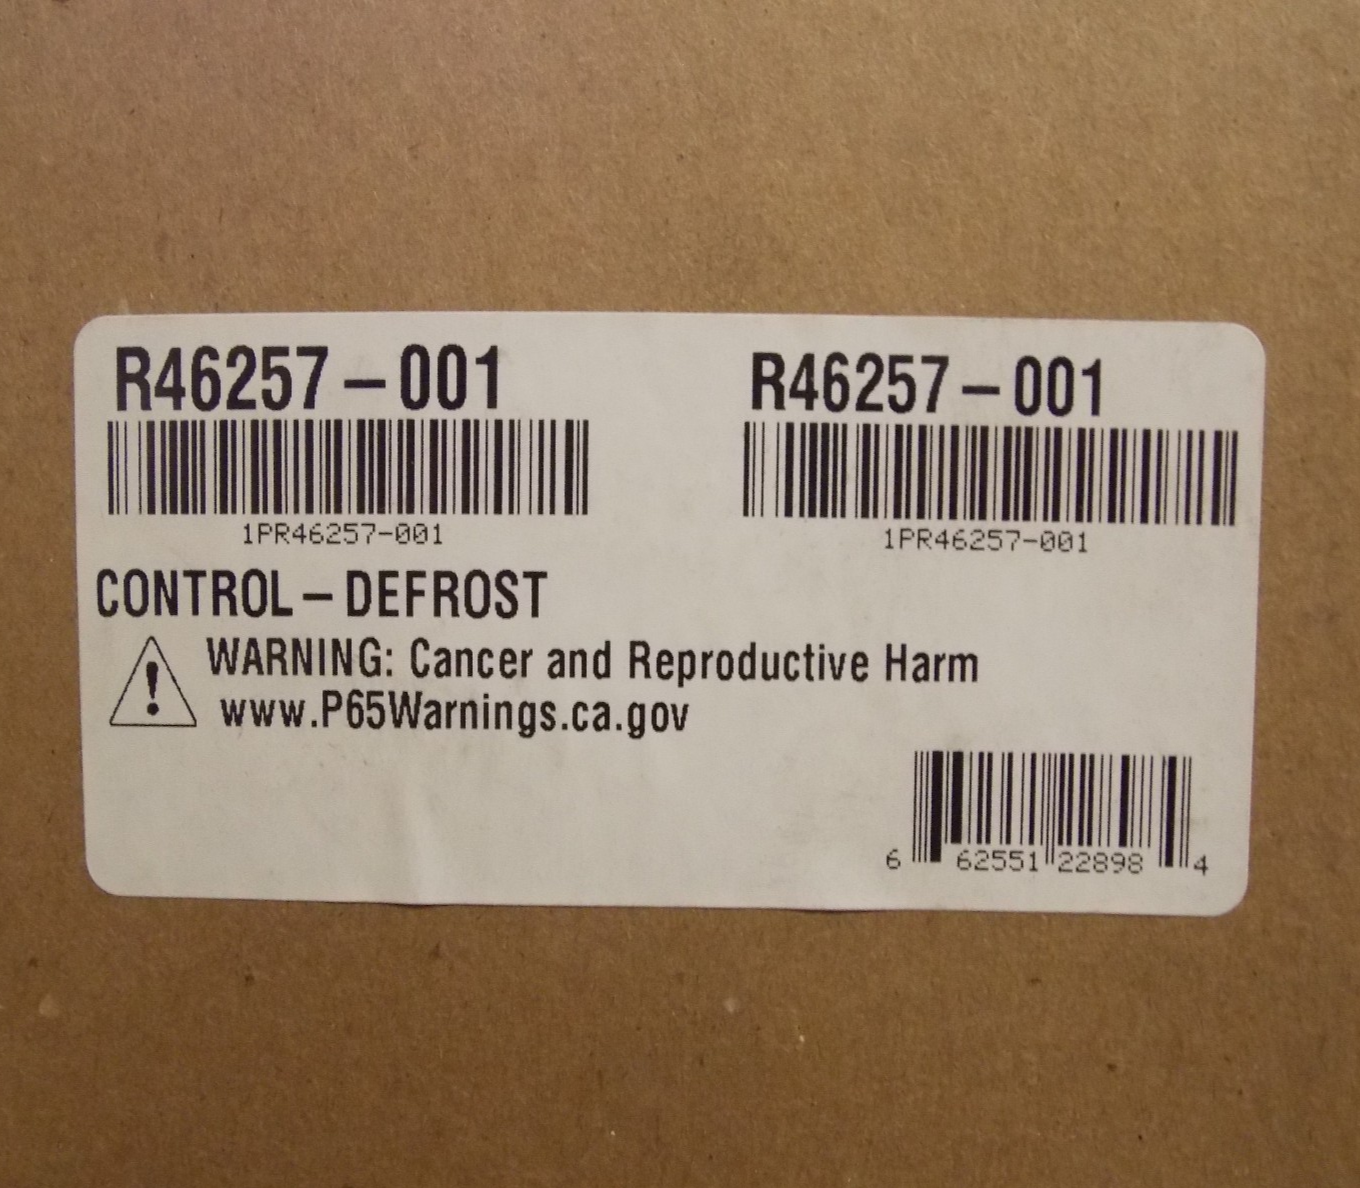 R46257-001
R46257-001
1PR46257-001
1PR46257-001
CONTROL-DEFROST
WARNING: Cancer and Reproductive Harm
www.P65Warnings.ca.gov
6 62551 22898 4